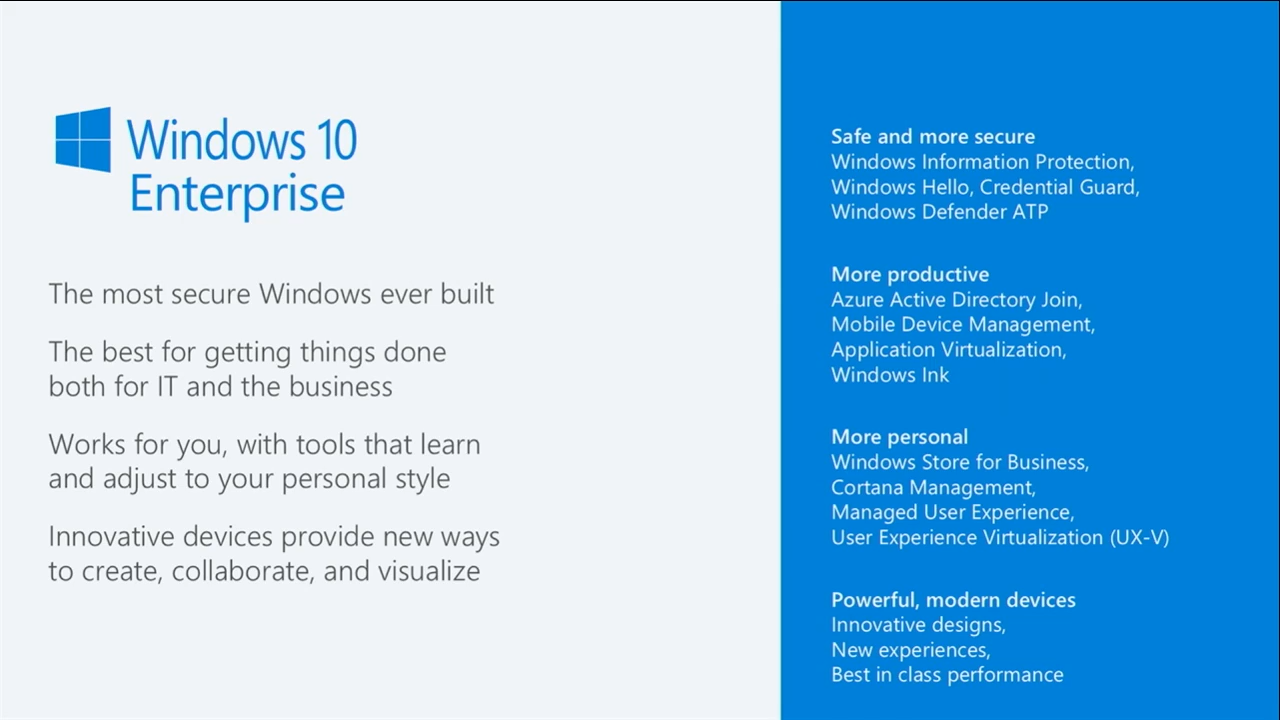 Windows 10
Enterprise
The most secure Windows ever built
The best for getting things done
both for IT and the business
Works for you, with tools that learn
and adjust to your personal style
Innovative devices provide new ways
to create, collaborate, and visualize
Safe and more secure
Windows Information Protection,
Windows Hello, Credential Guard,
Windows Defender ATP
More productive
Azure Active Directory Join,
Mobile Device Management,
Application Virtualization,
Windows Ink
More personal
Windows Store for Business,
Cortana Management,
Managed User Experience,
User Experience Virtualization (UX-V)
Powerful, modern devices
Innovative designs,
New experiences,
Best in class performance